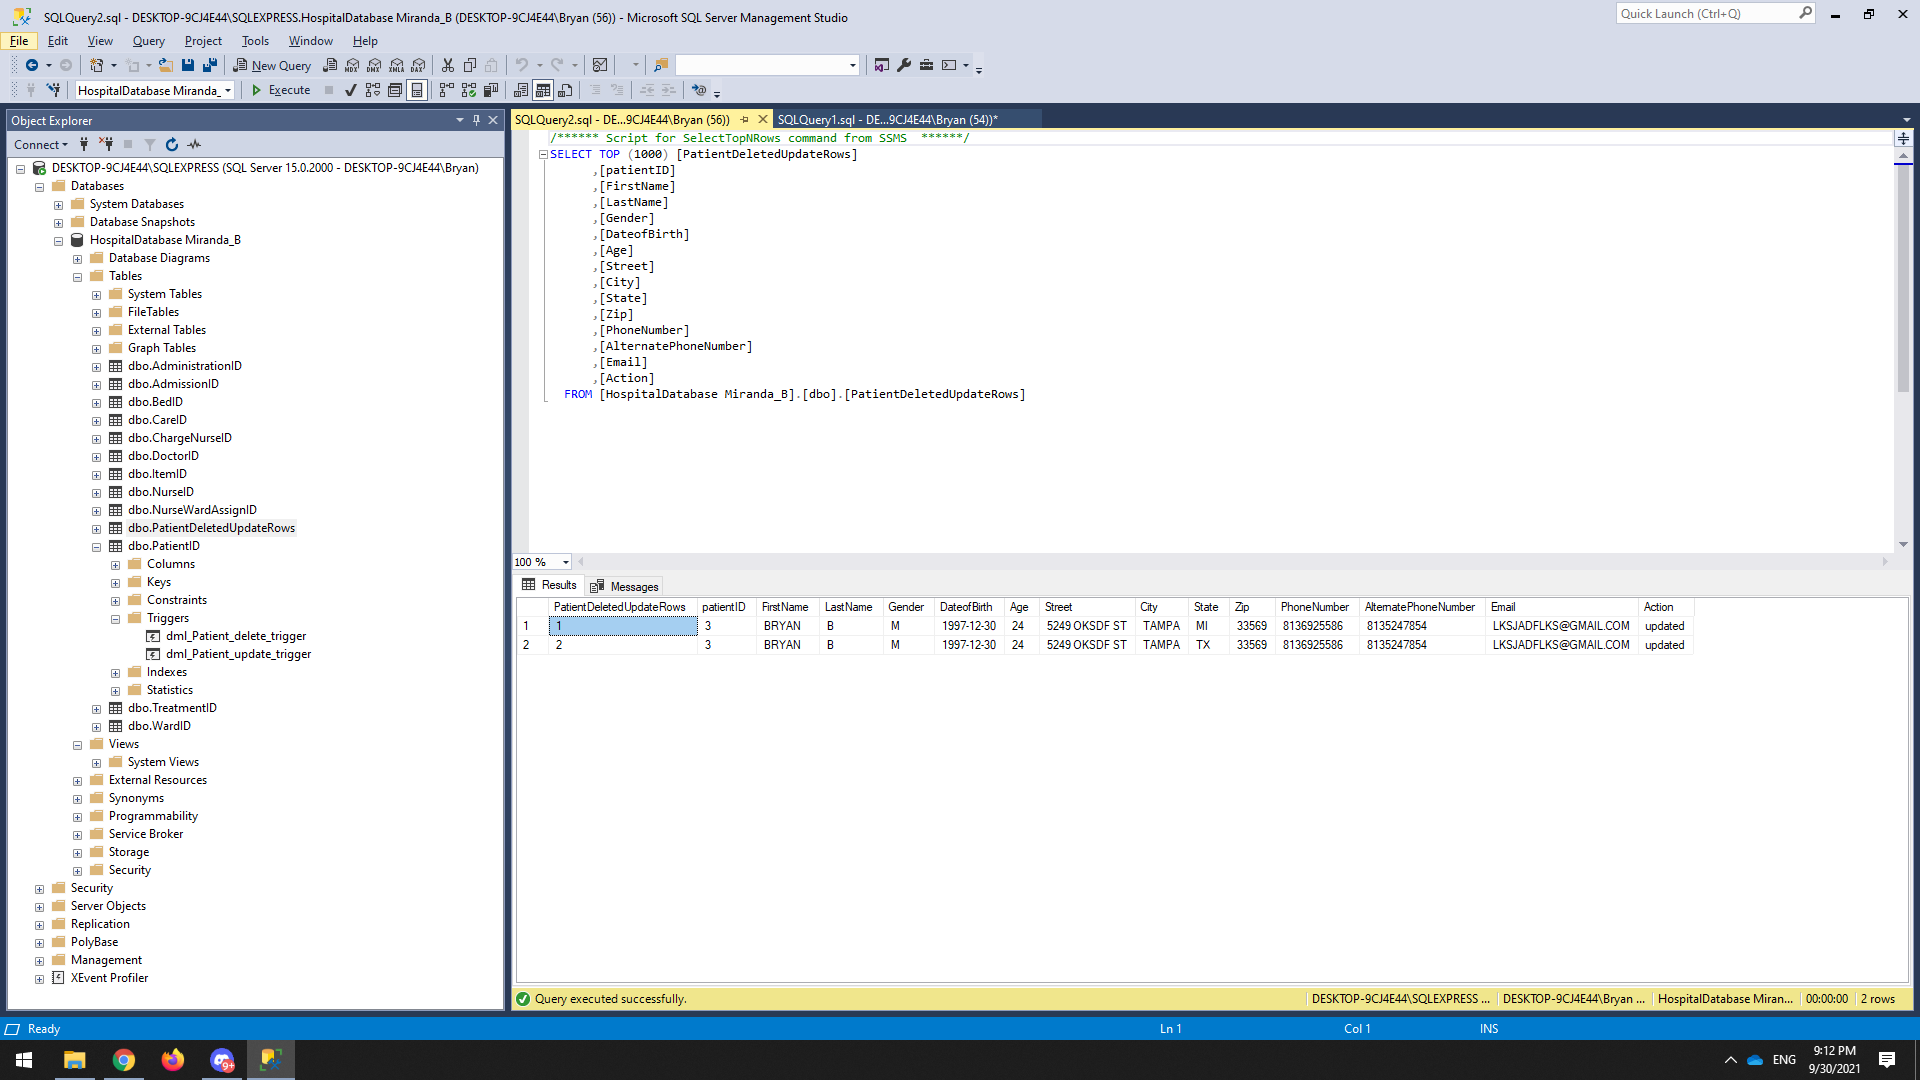 SQLQuery2.sql - DESKTOP-9CJ4E44\SQLEXPRESS.HospitalDatabase Miranda_B (DESKTOP-9CJ4E44\Bryan (56)) - Microsoft SQL Server Management Studio
Quick Launch (Ctrl+Q)
File Edit View Query Project Tools Window Help
New Query
MDX DMX XMLA DAX
HospitalDatabase Miranda_ Execute
Object Explorer
Connect
DESKTOP-9CJ4E44\SQLEXPRESS (SQL Server 15.0.2000 - DESKTOP-9CJ4E44\Bryan)
Databases
System Databases
Database Snapshots
HospitalDatabase Miranda_B
Database Diagrams
Tables
System Tables
FileTables
External Tables
Graph Tables
dbo.AdministrationID
dbo.AdmissionID
dbo.BedID
dbo.CareID
dbo.ChargeNurseID
dbo.DoctorID
dbo.ItemID
dbo.NurseID
dbo.NurseWardAssignID
dbo.PatientDeletedUpdateRows
dbo.PatientID
Columns
Keys
Constraints
Triggers
dml_Patient_delete_trigger
dml_Patient_update_trigger
Indexes
Statistics
dbo.TreatmentID
dbo.WardID
Views
System Views
External Resources
Synonyms
Programmability
Service Broker
Storage
Security
Security
Server Objects
Replication
PolyBase
Management
XEvent Profiler
SQLQuery2.sql - DE...9CJ4E44\Bryan (56)) SQLQuery1.sql - DE...9CJ4E44\Bryan (54))*
/****** Script for SelectTopNRows command from SSMS  ******/
SELECT TOP (1000) [PatientDeletedUpdateRows]
,[patientID]
,[FirstName]
,[LastName]
,[Gender]
,[DateofBirth]
,[Age]
,[Street]
,[City]
,[State]
,[Zip]
,[PhoneNumber]
,[AlternatePhoneNumber]
,[Email]
,[Action]
FROM [HospitalDatabase Miranda_B].[dbo].[PatientDeletedUpdateRows]
100 %
Results Messages
PatientDeletedUpdateRows patientID FirstName LastName Gender DateofBirth Age Street City State Zip PhoneNumber AlternatePhoneNumber Email Action
1 1 3 BRYAN B M 1997-12-30 24 5249 OKSDF ST TAMPA MI 33569 8136925586 8135247854 LKSJADFLKS@GMAIL.COM updated
2 2 3 BRYAN B M 1997-12-30 24 5249 OKSDF ST TAMPA TX 33569 8136925586 8135247854 LKSJADFLKS@GMAIL.COM updated
Query executed successfully. DESKTOP-9CJ4E44\SQLEXPRESS ... DESKTOP-9CJ4E44\Bryan ... HospitalDatabase Miran... 00:00:00 2 rows
Ready Ln 1 Col 1 INS
9+
ENG
9:12 PM
9/30/2021